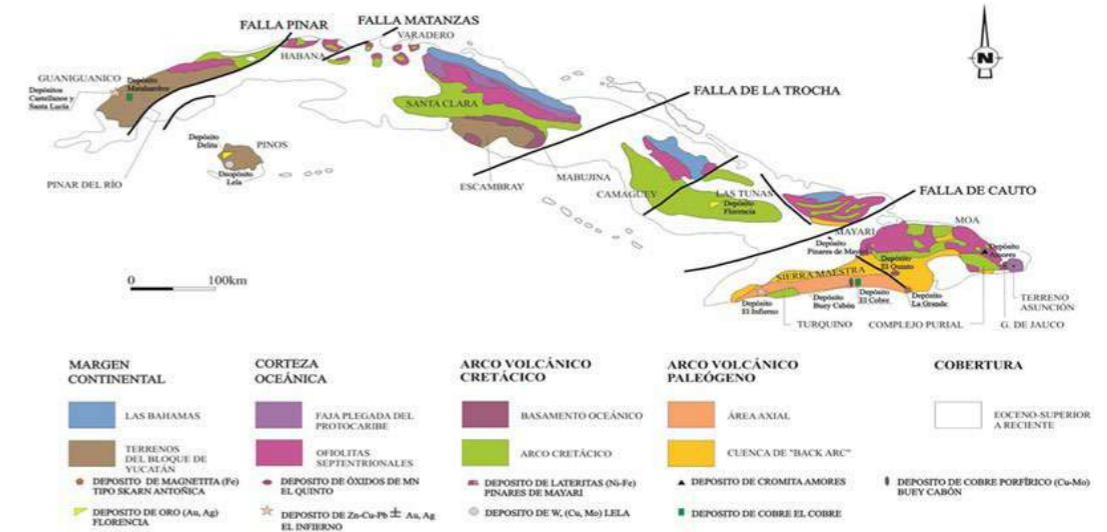 FALLA PINAR
FALLA MATANZAS
VARADERO
HABANA
GUANIGUANICO
Depósitos
Castellanos y
Santa Lucía
Depósito
Matahambre
N
SANTA CLARA
FALLA DE LA TROCHA
Depósito
Delita
PINOS
Deopósito
Lela
PINAR DEL RÍO
ESCAMBRAY
MABUJINA
CAMAGUEY
LAS TUNAS
Depósito
Florencia
FALLA DE CAUTO
MAYARI
MOA
Depósito
Pinares de Mayari
Depósito
Amores
Depósito
El Quinto
SIERRA MAESTRA
0 100km
Depósito
El Infierno
Depósito
Buey Cabón
Depósito
El Cobre
Depósito
La Grande
TERRENO
ASUNCIÓN
TURQUINO
COMPLEJO PURIAL
G. DE JAUCO
MARGEN
CONTINENTAL
CORTEZA
OCEÁNICA
ARCO VOLCÁNICO
CRETÁCICO
ARCO VOLCÁNICO
PALEÓGENO
COBERTURA
LAS BAHAMAS
FAJA PLEGADA DEL
PROTOCARIBE
BASAMENTO OCEÁNICO
ÁREA AXIAL
EOCENO-SUPERIOR
A RECIENTE
TERRENOS
DEL BLOQUE DE
YUCATÁN
OFIOLITAS
SEPTENTRIONALES
ARCO CRETÁCICO
CUENCA DE "BACK ARC"
DEPOSITO DE MAGNETITA (Fe)
TIPO SKARN ANTOÑICA
DEPOSITO DE ÓXIDOS DE MN
EL QUINTO
DEPOSITO DE LATERITAS (Ni-Fe)
PINARES DE MAYARI
DEPOSITO DE CROMITA AMORES
DEPOSITO DE COBRE PORFÍRICO (Cu-Mo)
BUEY CABÓN
DEPOSITO DE ORO (Au, Ag)
FLORENCIA
DEPOSITO DE Zn-Cu-Pb ± Au, Ag
EL INFIERNO
DEPOSITO DE W, (Cu, Mo) LELA
DEPOSITO DE COBRE EL COBRE